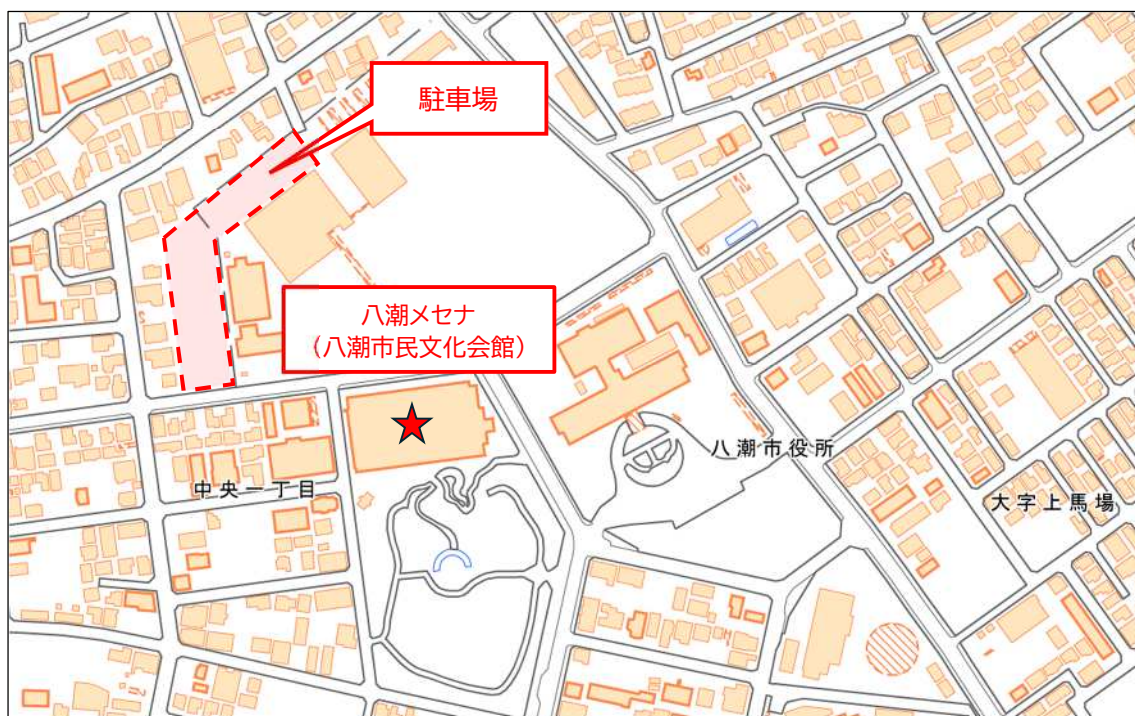 駐車場
八潮メセナ
（八潮市民文化会館）
八潮市役所
中央一丁目
大字上馬場